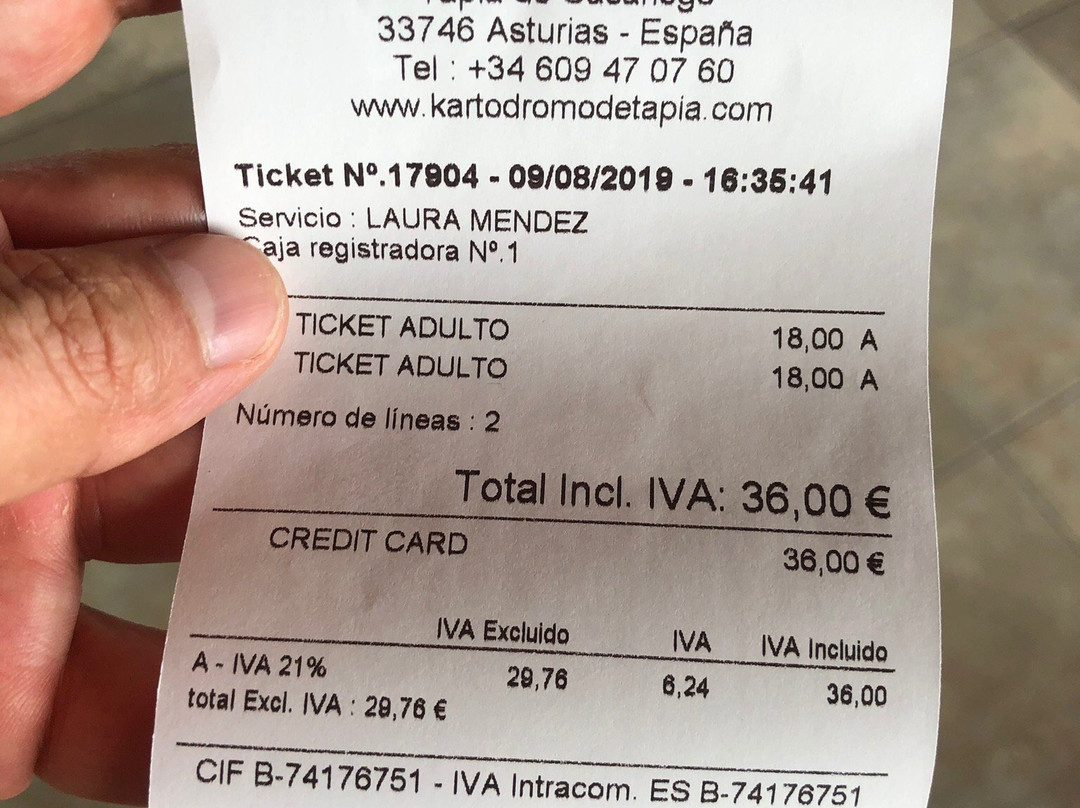 33746 Asturias - España
Tel : +34 609 47 07 60
www.kartodromodetapia.com
Ticket Nº.17904 - 09/08/2019 - 16:35:41
Servicio : LAURA MENDEZ
Caja registradora Nº.1
TICKET ADULTO 18,00 A
TICKET ADULTO 18,00 A
Número de líneas : 2
Total Incl. IVA: 36,00 €
CREDIT CARD 36,00 €
IVA Excluido IVA IVA Incluido
A - IVA 21% 29,76 6,24 36,00
total Excl. IVA : 29,76 €
CIF B-74176751 - IVA Intracom. ES B-74176751